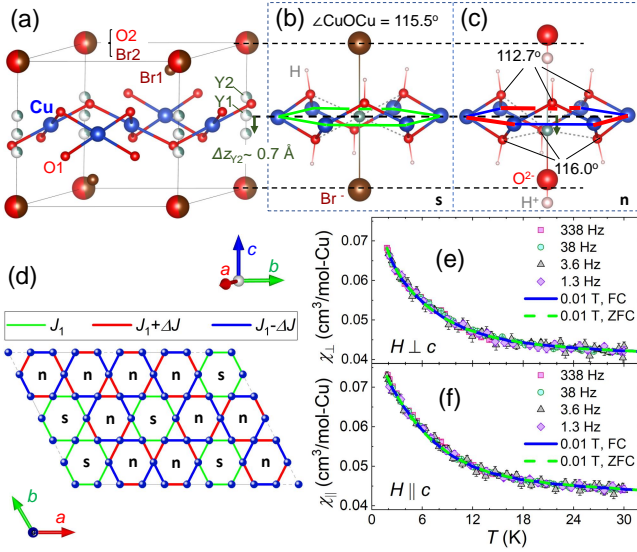 (a)
O2
Br2
Br1
Y2
Y1
Cu
O1
Δz_Y2 ~ 0.7 Å
(b)
∠CuOCu = 115.5°
H
Br⁻
s
(c)
112.7°
116.0°
O²⁻
H⁺
n
c
a
b
(d)
J₁
J₁+ΔJ
J₁-ΔJ
n n n n s
s n n s n
s n s n n
b
a
(e)
338 Hz
38 Hz
3.6 Hz
1.3 Hz
0.01 T, FC
0.01 T, ZFC
χ⊥ (cm³/mol-Cu)
0.07
0.06
0.05
0.04
H ⊥ c
(f)
338 Hz
38 Hz
3.6 Hz
1.3 Hz
0.01 T, FC
0.01 T, ZFC
χ∥ (cm³/mol-Cu)
0.07
0.06
0.05
0.04
H ∥ c
0 6 12 18 24 30
T (K)